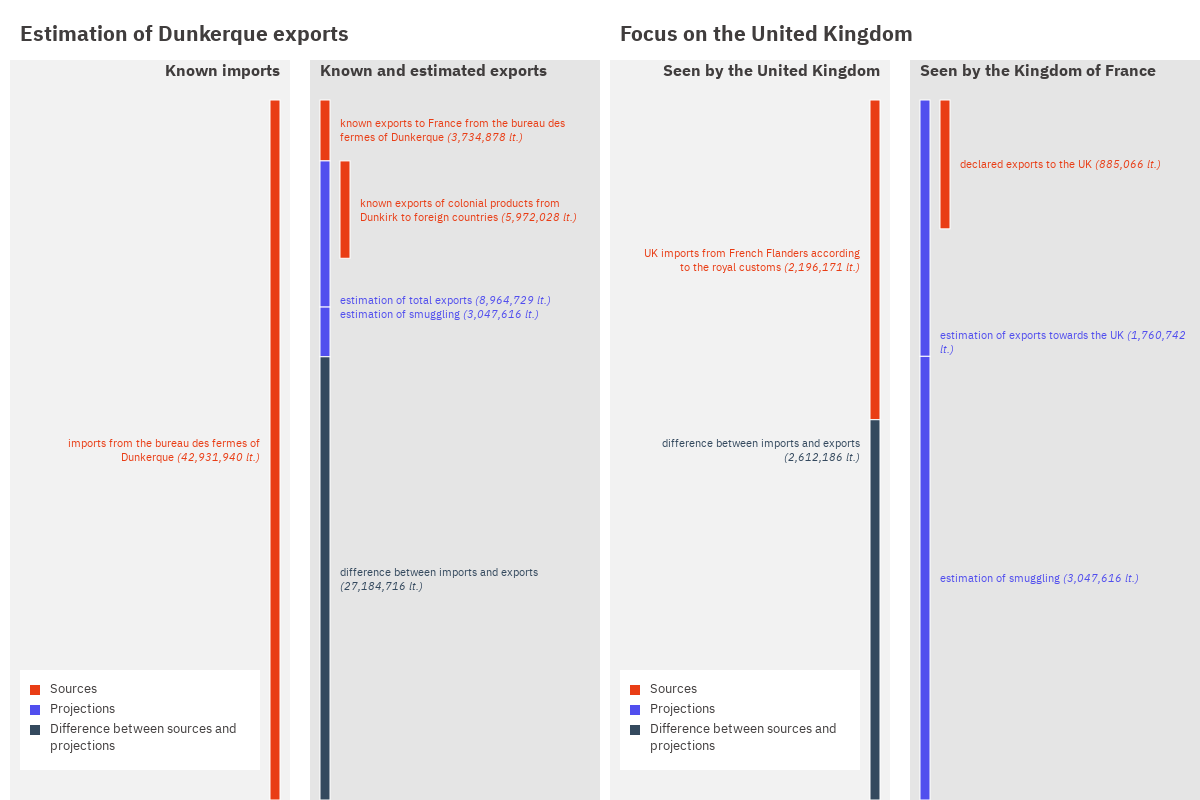 Estimation of Dunkerque exports
Known imports
imports from the bureau des fermes of
Dunkerque (42,931,940 lt.)
Sources
Projections
Difference between sources and
projections
Known and estimated exports
known exports to France from the bureau des
fermes of Dunkerque (3,734,878 lt.)
known exports of colonial products from
Dunkirk to foreign countries (5,972,028 lt.)
estimation of total exports (8,964,729 lt.)
estimation of smuggling (3,047,616 lt.)
difference between imports and exports
(27,184,716 lt.)
Focus on the United Kingdom
Seen by the United Kingdom
UK imports from French Flanders according
to the royal customs (2,196,171 lt.)
difference between imports and exports
(2,612,186 lt.)
Sources
Projections
Difference between sources and
projections
Seen by the Kingdom of France
declared exports to the UK (885,066 lt.)
estimation of exports towards the UK (1,760,742
lt.)
estimation of smuggling (3,047,616 lt.)